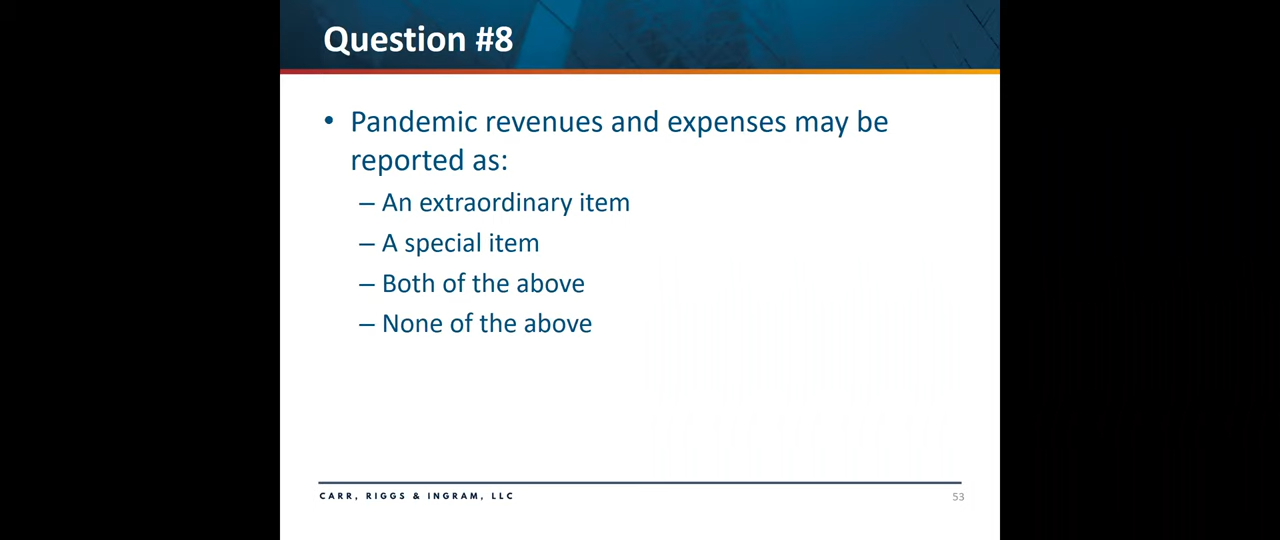 Question #8
• Pandemic revenues and expenses may be
reported as:
– An extraordinary item
– A special item
– Both of the above
– None of the above
CARR, RIGGS & INGRAM, LLC
53